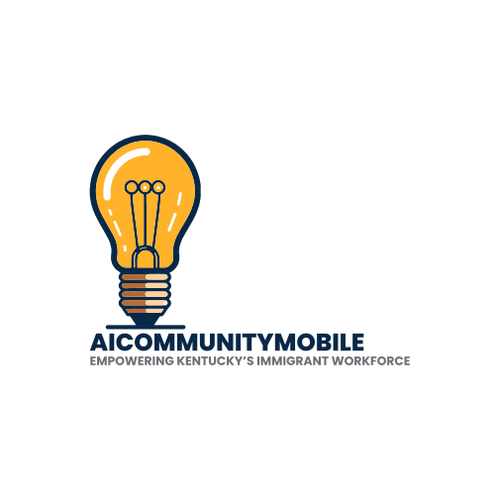 AICOMMUNITYMOBILE
EMPOWERING KENTUCKY'S IMMIGRANT WORKFORCE